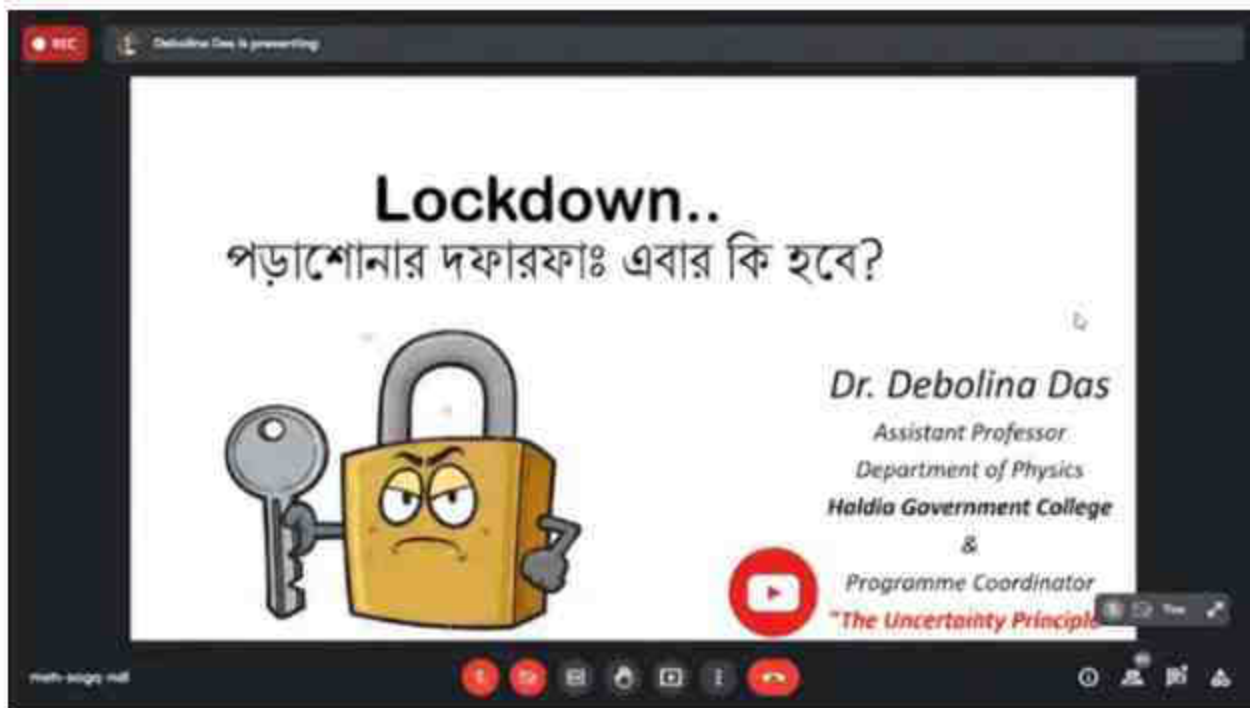 REC
Debolina Das is presenting
Lockdown..
পড়াশোনার দফারফাঃ এবার কি হবে?
Dr. Debolina Das
Assistant Professor
Department of Physics
Haldia Government College
&
Programme Coordinator
"The Uncertainty Principle
You